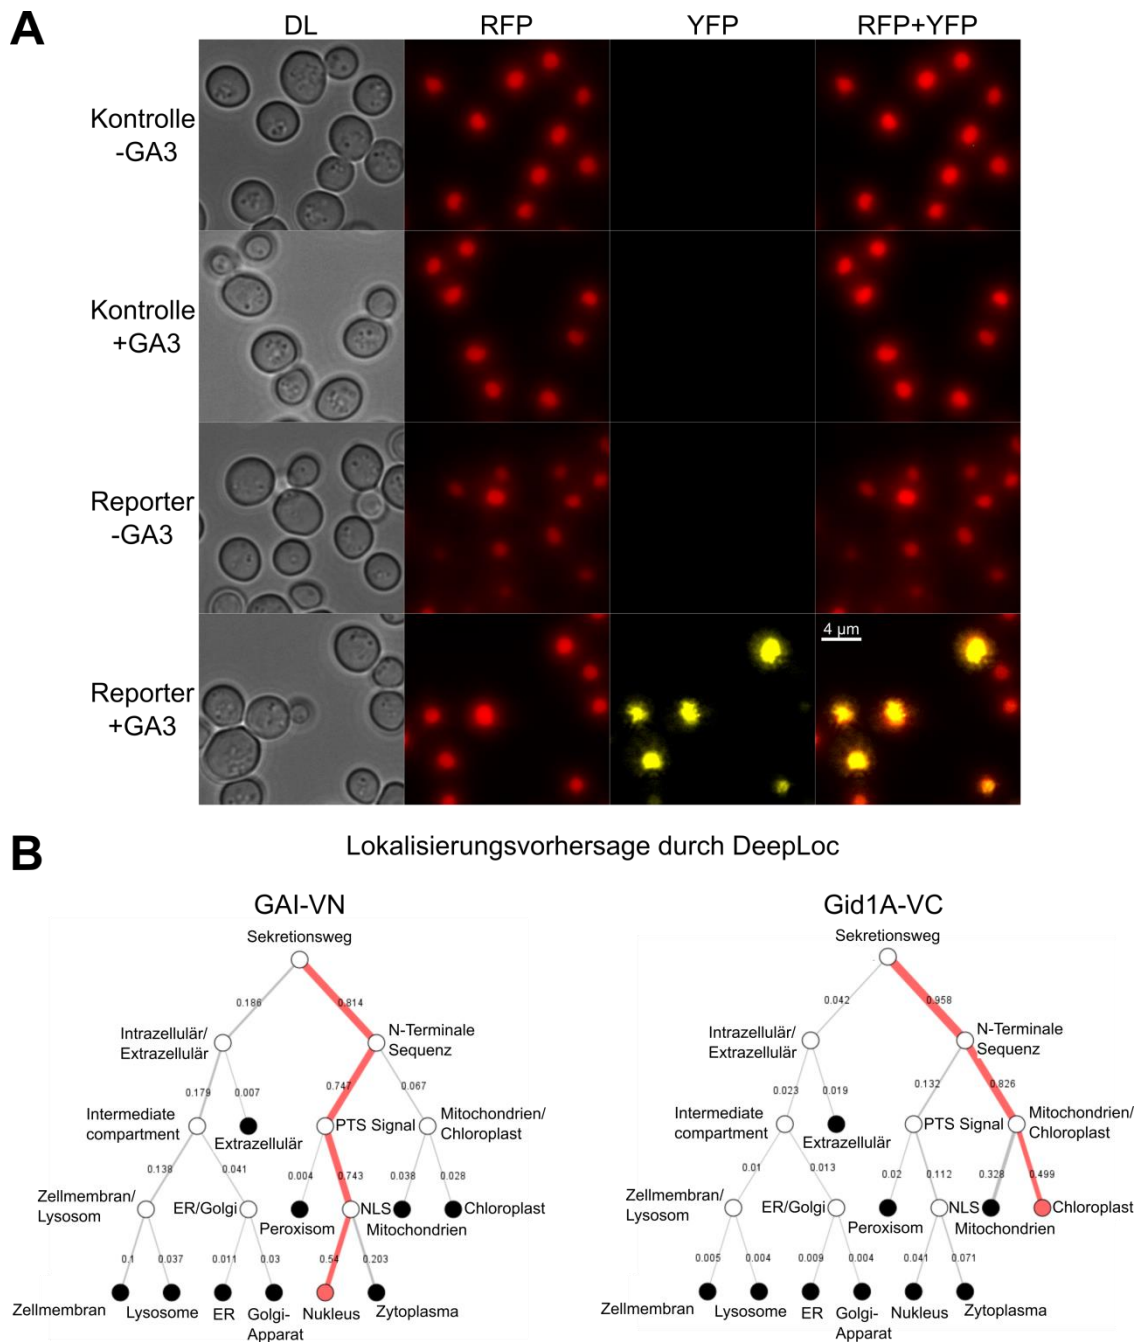 A
DL RFP YFP RFP+YFP
Kontrolle
-GA3
Kontrolle
+GA3
Reporter
-GA3
Reporter
+GA3
4 µm
B
Lokalisierungsvorhersage durch DeepLoc
GAI-VN
Sekretionsweg
0.186 0.814
Intrazellulär/
Extrazellulär
N-Terminale
Sequenz
0.179 0.007 0.747 0.067
Intermediate
compartment
Extrazellulär
PTS Signal
Mitochondrien/
Chloroplast
0.138 0.041 0.004 0.743 0.038 0.028
Zellmembran/
Lysosom
ER/Golgi
Peroxisom
NLS
Mitochondrien
Chloroplast
0.1 0.037 0.011 0.03 0.54 0.203
Zellmembran
Lysosome
ER
Golgi-
Apparat
Nukleus
Zytoplasma
Gid1A-VC
Sekretionsweg
0.042 0.958
Intrazellulär/
Extrazellulär
N-Terminale
Sequenz
0.023 0.019 0.132 0.826
Intermediate
compartment
Extrazellulär
PTS Signal
Mitochondrien/
Chloroplast
0.01 0.013 0.02 0.112 0.328 0.499
Zellmembran/
Lysosom
ER/Golgi
Peroxisom
NLS
Mitochondrien
Chloroplast
0.005 0.004 0.009 0.004 0.041 0.071
Zellmembran
Lysosome
ER
Golgi-
Apparat
Nukleus
Zytoplasma